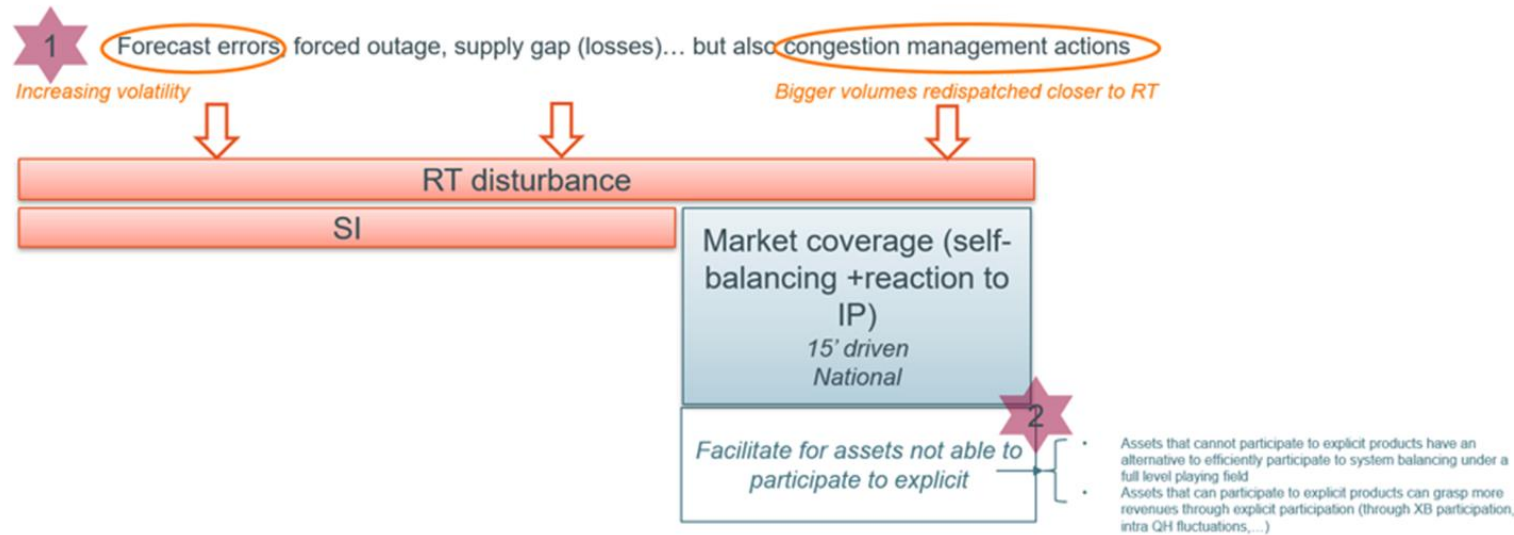 1
Forecast errors, forced outage, supply gap (losses)... but also congestion management actions
Increasing volatility
Bigger volumes redispatched closer to RT
RT disturbance
SI
Market coverage (self-
balancing +reaction to
IP)
15' driven
National
2
Facilitate for assets not able to
participate to explicit
• Assets that cannot participate to explicit products have an
alternative to efficiently participate to system balancing under a
full level playing field
• Assets that can participate to explicit products can grasp more
revenues through explicit participation (through XB participation,
intra QH fluctuations,...)